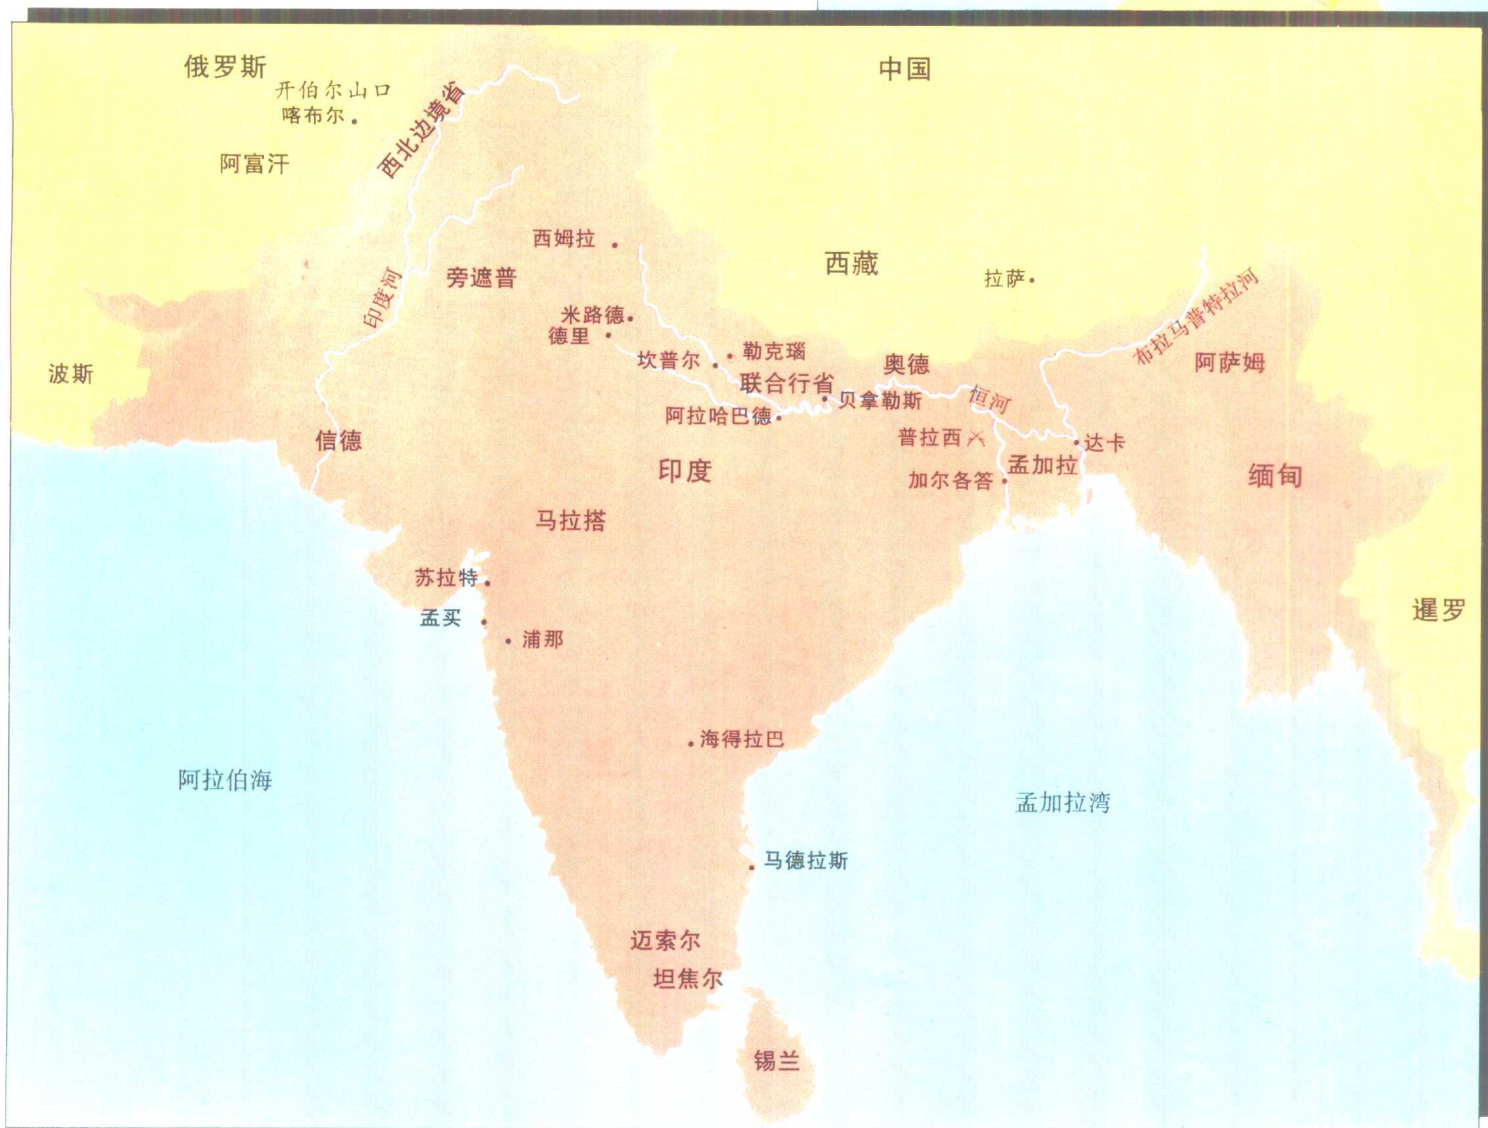 俄罗斯
中国
开伯尔山口
喀布尔
西北边境省
阿富汗
西姆拉
西藏
拉萨
旁遮普
印度河
布拉马普特拉河
米路德
德里
勒克瑙
坎普尔
奥德
阿萨姆
波斯
联合行省
贝拿勒斯
恒河
阿拉哈巴德
信德
普拉西
达卡
孟加拉
印度
加尔各答
缅甸
马拉搭
苏拉特
孟买
浦那
暹罗
海得拉巴
阿拉伯海
孟加拉湾
马德拉斯
迈索尔
坦焦尔
锡兰